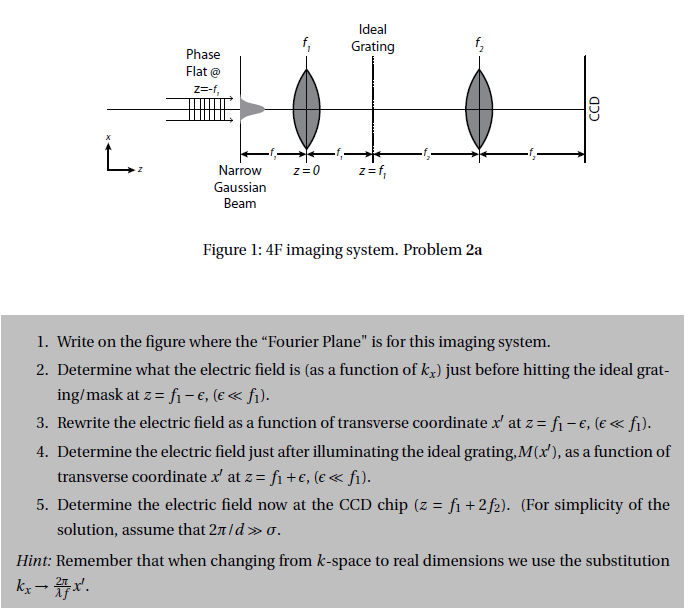 Ideal
Grating
f₁
f₂
Phase
Flat @
z=-f₁
CCD
x
z
f₁
f₁
f₂
f₂
Narrow
Gaussian
Beam
z = 0
z = f₁
Figure 1: 4F imaging system. Problem 2a
1. Write on the figure where the “Fourier Plane" is for this imaging system.
2. Determine what the electric field is (as a function of kₓ) just before hitting the ideal grat-
ing/mask at z = f₁ − ϵ, (ϵ ≪ f₁).
3. Rewrite the electric field as a function of transverse coordinate x′ at z = f₁ − ϵ, (ϵ ≪ f₁).
4. Determine the electric field just after illuminating the ideal grating, M(x′), as a function of
transverse coordinate x′ at z = f₁ + ϵ, (ϵ ≪ f₁).
5. Determine the electric field now at the CCD chip (z = f₁ + 2f₂). (For simplicity of the
solution, assume that 2π/d ≫ σ.
Hint: Remember that when changing from k-space to real dimensions we use the substitution
kₓ → 2π/λf x′.